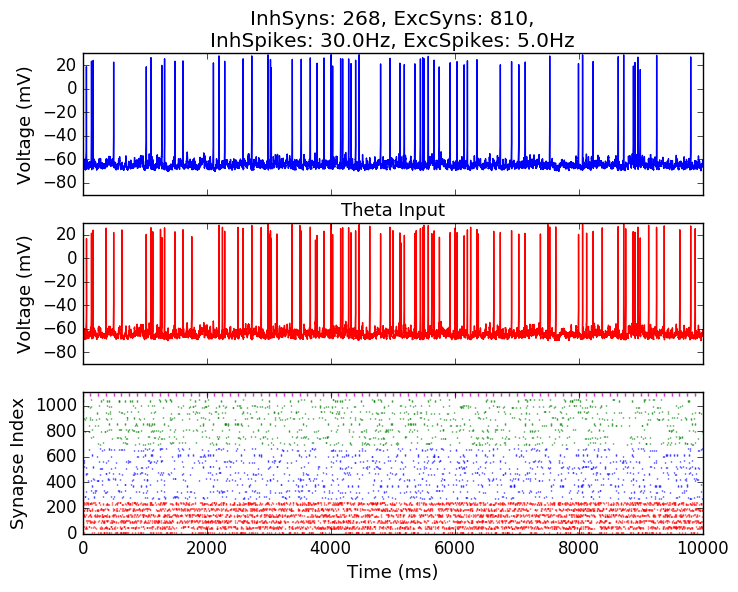 InhSyns: 268, ExcSyns: 810,
InhSpikes: 30.0Hz, ExcSpikes: 5.0Hz
20
0
−20
−40
−60
−80
Voltage (mV)
Theta Input
20
0
−20
−40
−60
−80
Voltage (mV)
1000
800
600
400
200
0
Synapse Index
0 2000 4000 6000 8000 10000
Time (ms)